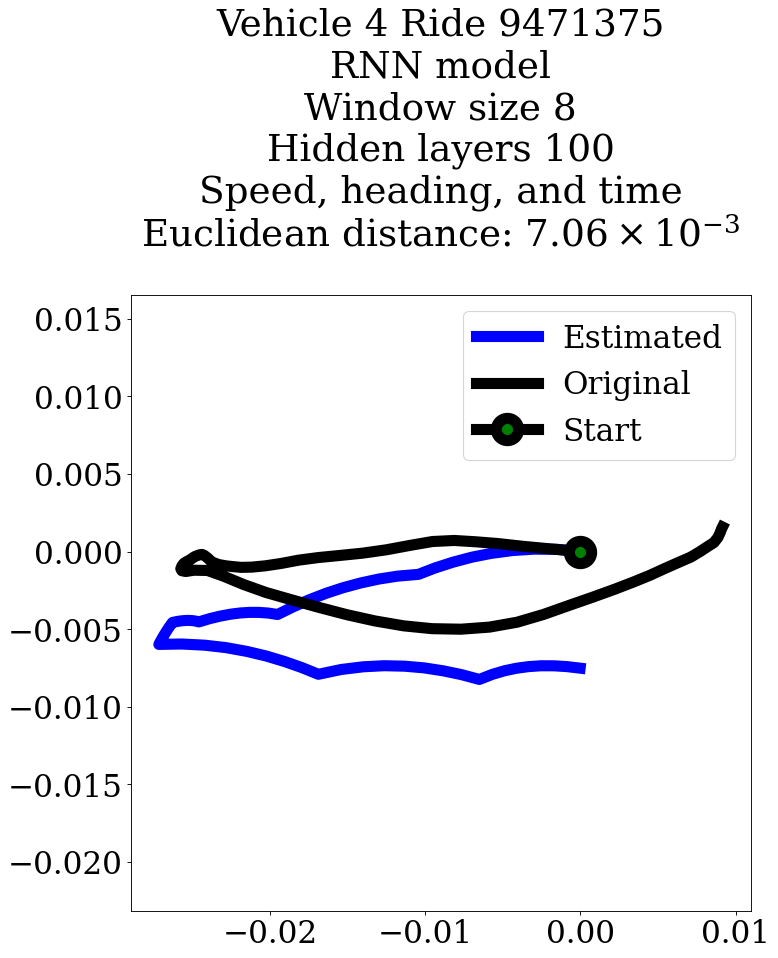 Vehicle 4 Ride 9471375
RNN model
Window size 8
Hidden layers 100
Speed, heading, and time
Euclidean distance: 7.06 × 10⁻³
Estimated
Original
Start
0.015
0.010
0.005
0.000
−0.005
−0.010
−0.015
−0.020
−0.02 −0.01 0.00 0.01